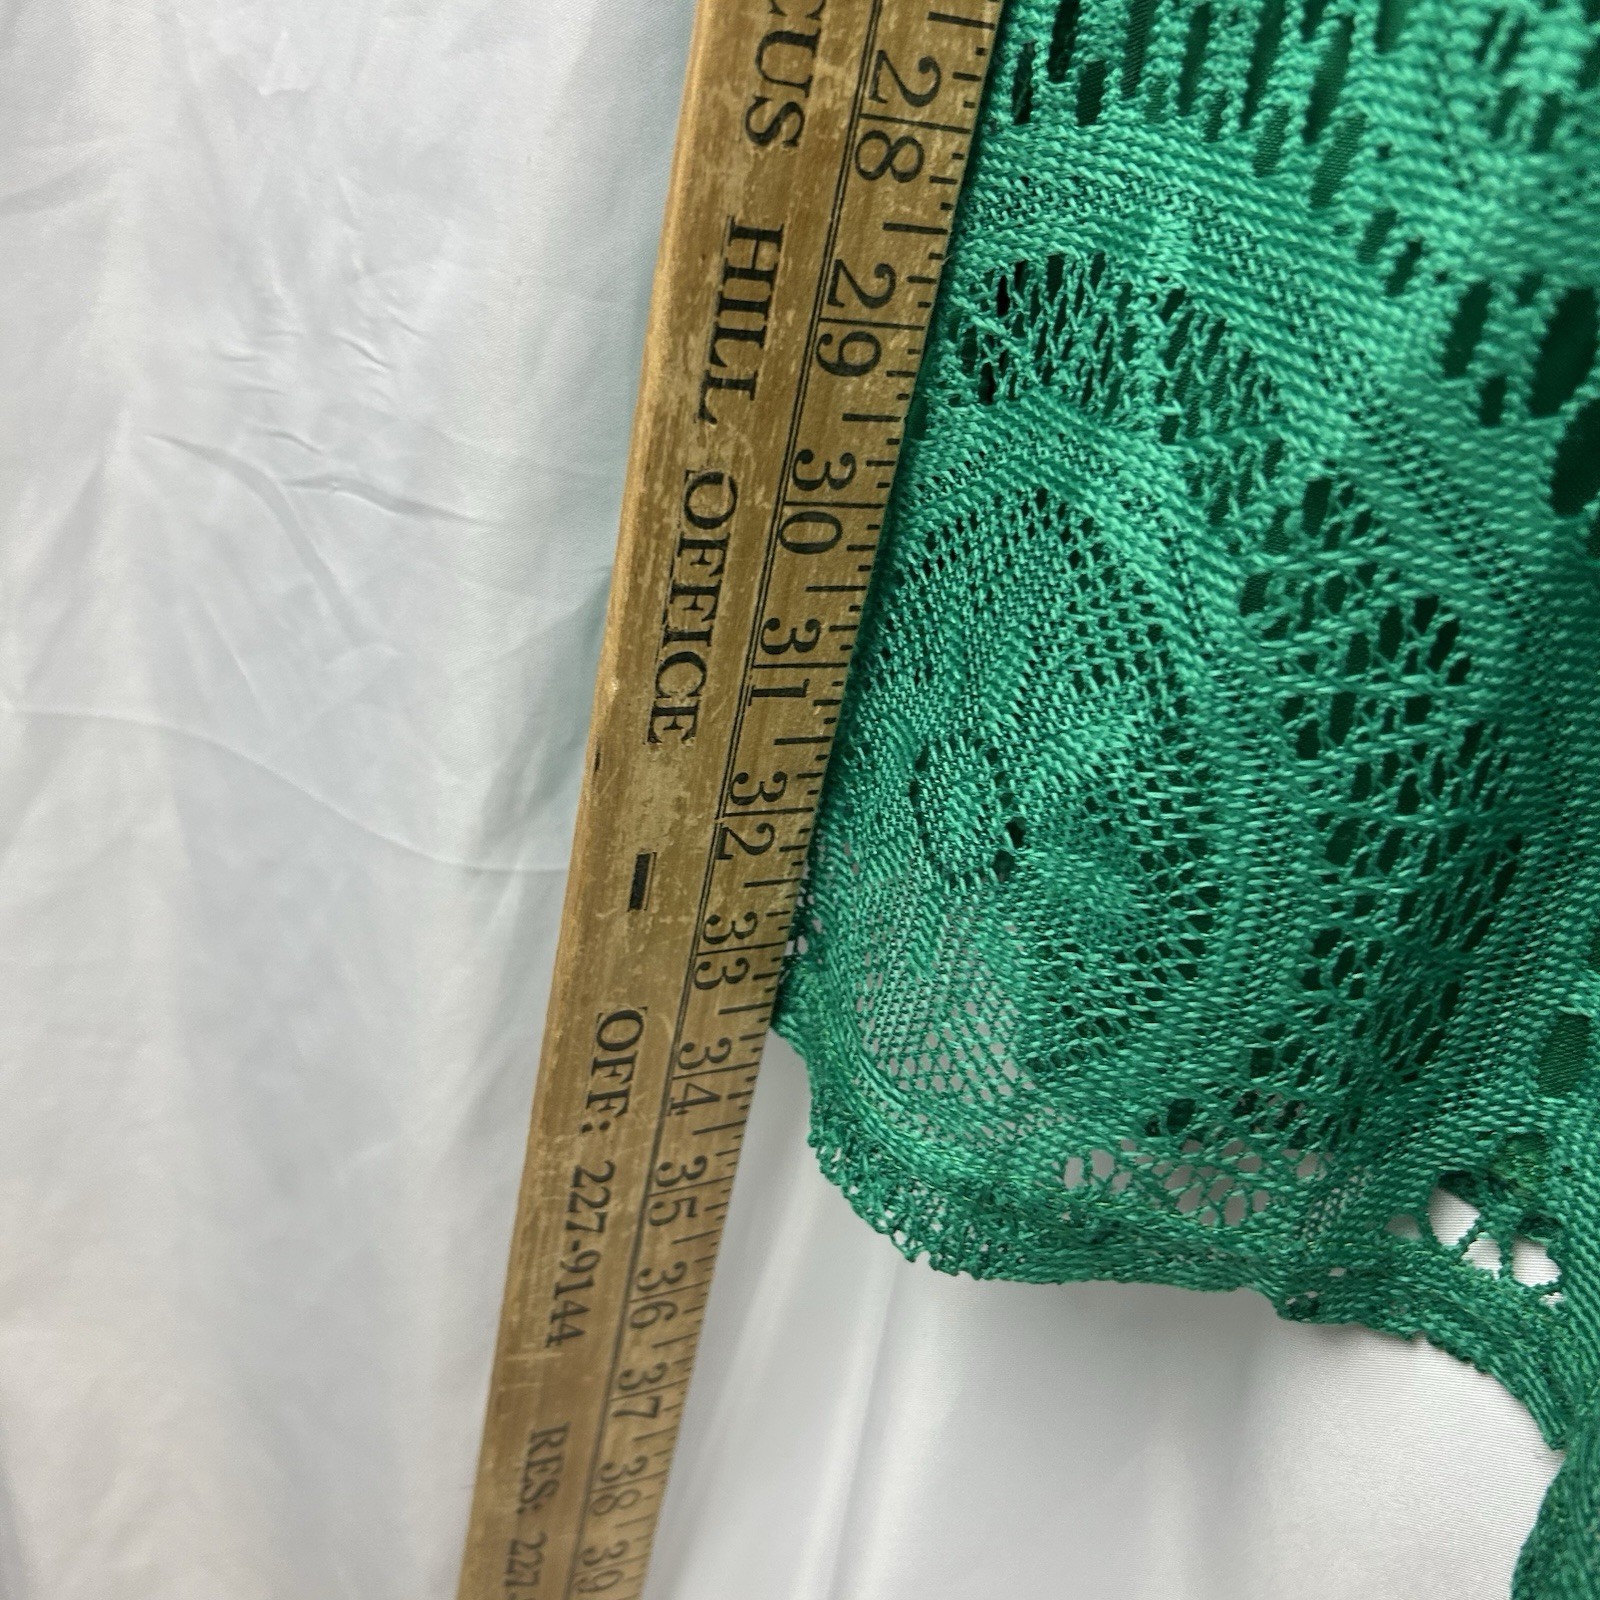 CUS HILL OFFICE — OFF: 227-9144 RES: 227-
28 29 30 31 32 33 34 35 36 37 38 39